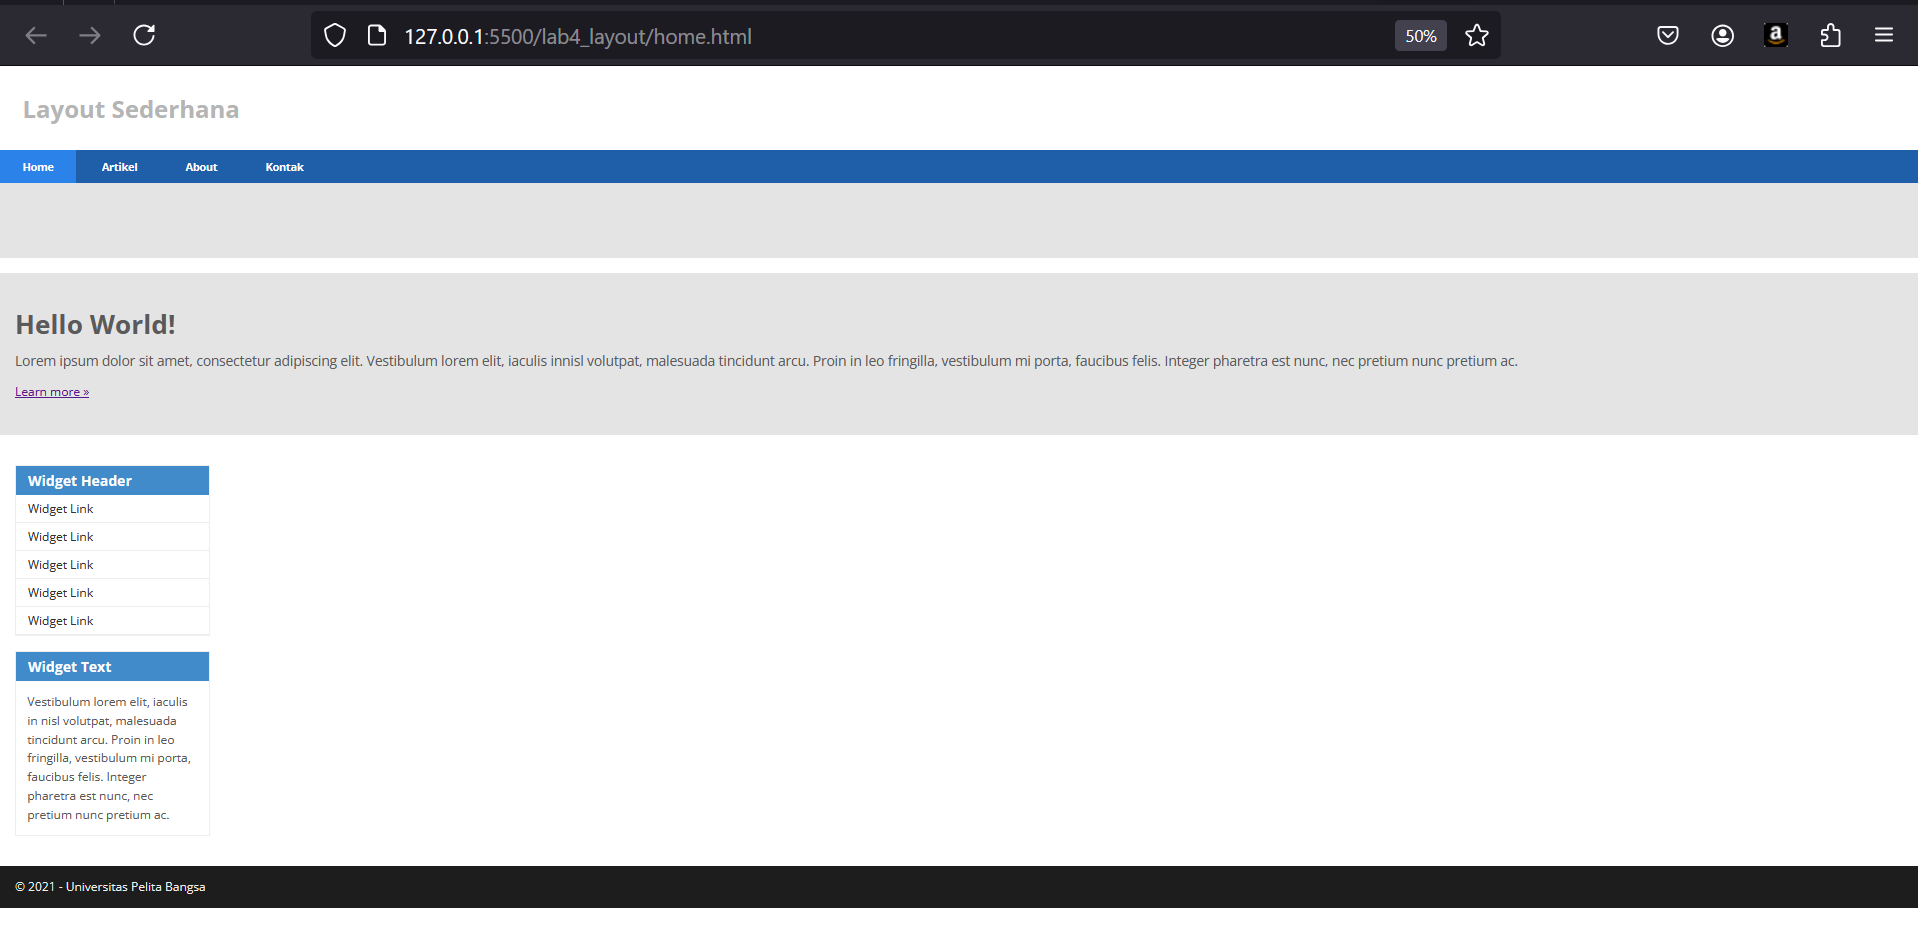 127.0.0.1:5500/lab4_layout/home.html
50%
Layout Sederhana
Home Artikel About Kontak
Hello World!
Lorem ipsum dolor sit amet, consectetur adipiscing elit. Vestibulum lorem elit, iaculis innisl volutpat, malesuada tincidunt arcu. Proin in leo fringilla, vestibulum mi porta, faucibus felis. Integer pharetra est nunc, nec pretium nunc pretium ac.
Learn more »
Widget Header
Widget Link
Widget Link
Widget Link
Widget Link
Widget Link
Widget Text
Vestibulum lorem elit, iaculis
in nisl volutpat, malesuada
tincidunt arcu. Proin in leo
fringilla, vestibulum mi porta,
faucibus felis. Integer
pharetra est nunc, nec
pretium nunc pretium ac.
© 2021 - Universitas Pelita Bangsa